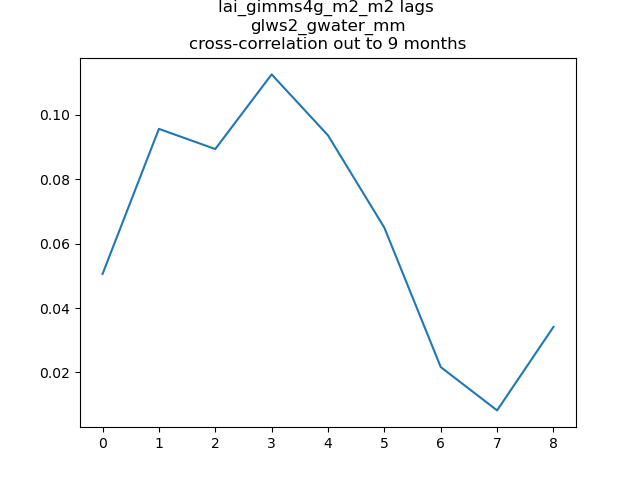 lai_gimms4g_m2_m2 lags
glws2_gwater_mm
cross-correlation out to 9 months
0.10
0.08
0.06
0.04
0.02
0 1 2 3 4 5 6 7 8